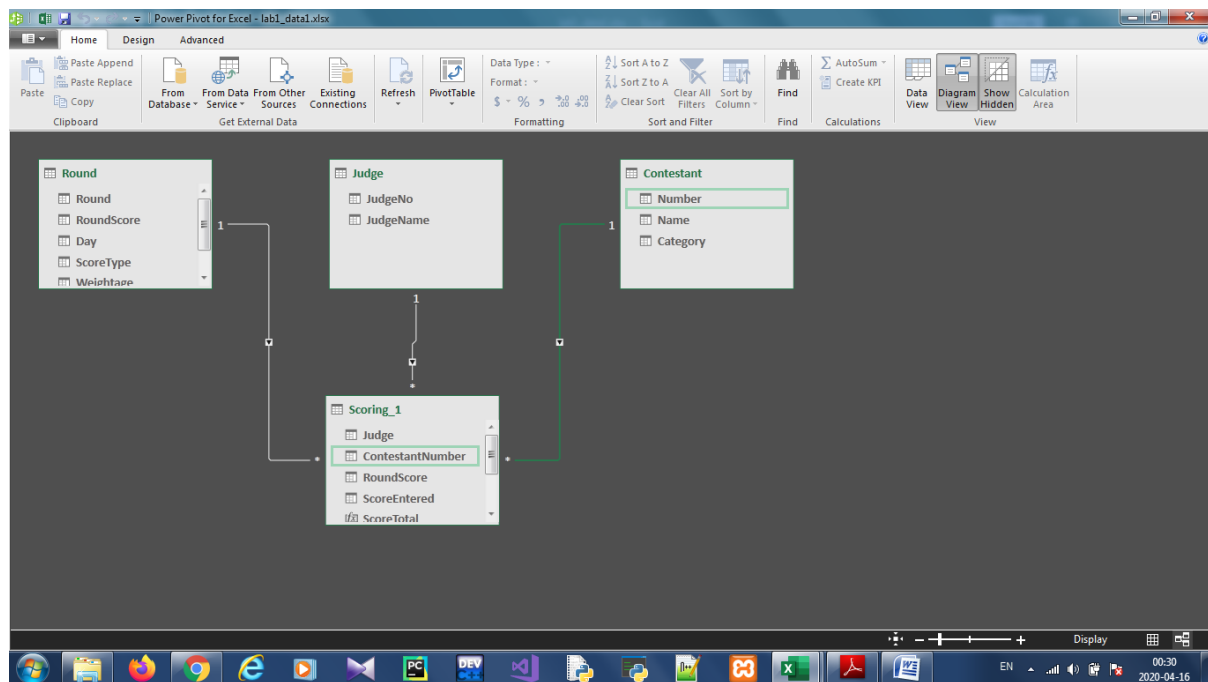 Power Pivot for Excel - lab1_data1.xlsx
Home Design Advanced
Paste
Paste Append
Paste Replace
Copy
Clipboard
From Database
From Data Service
From Other Sources
Existing Connections
Get External Data
Refresh
PivotTable
Data Type :
Format :
$ % ,
Formatting
Sort A to Z
Sort Z to A
Clear Sort
Clear All Filters
Sort by Column
Sort and Filter
Find
Find
AutoSum
Create KPI
Calculations
Data View
Diagram View
Show Hidden
Calculation Area
View
Round
Round
RoundScore
Day
ScoreType
Weightage
1
Judge
JudgeNo
JudgeName
1
*
Contestant
Number
Name
Category
1
Scoring_1
Judge
ContestantNumber
RoundScore
ScoreEntered
ScoreTotal
*
*
Display
PC
DEV
EN
00:30
2020-04-16